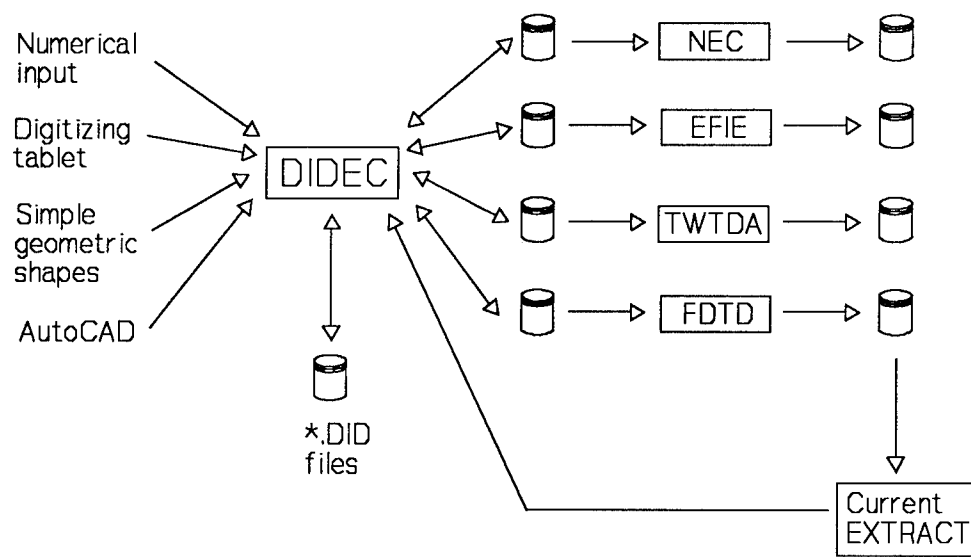 Numerical
input
Digitizing
tablet
Simple
geometric
shapes
AutoCAD
DIDEC
*.DID
files
NEC
EFIE
TWTDA
FDTD
Current
EXTRACT